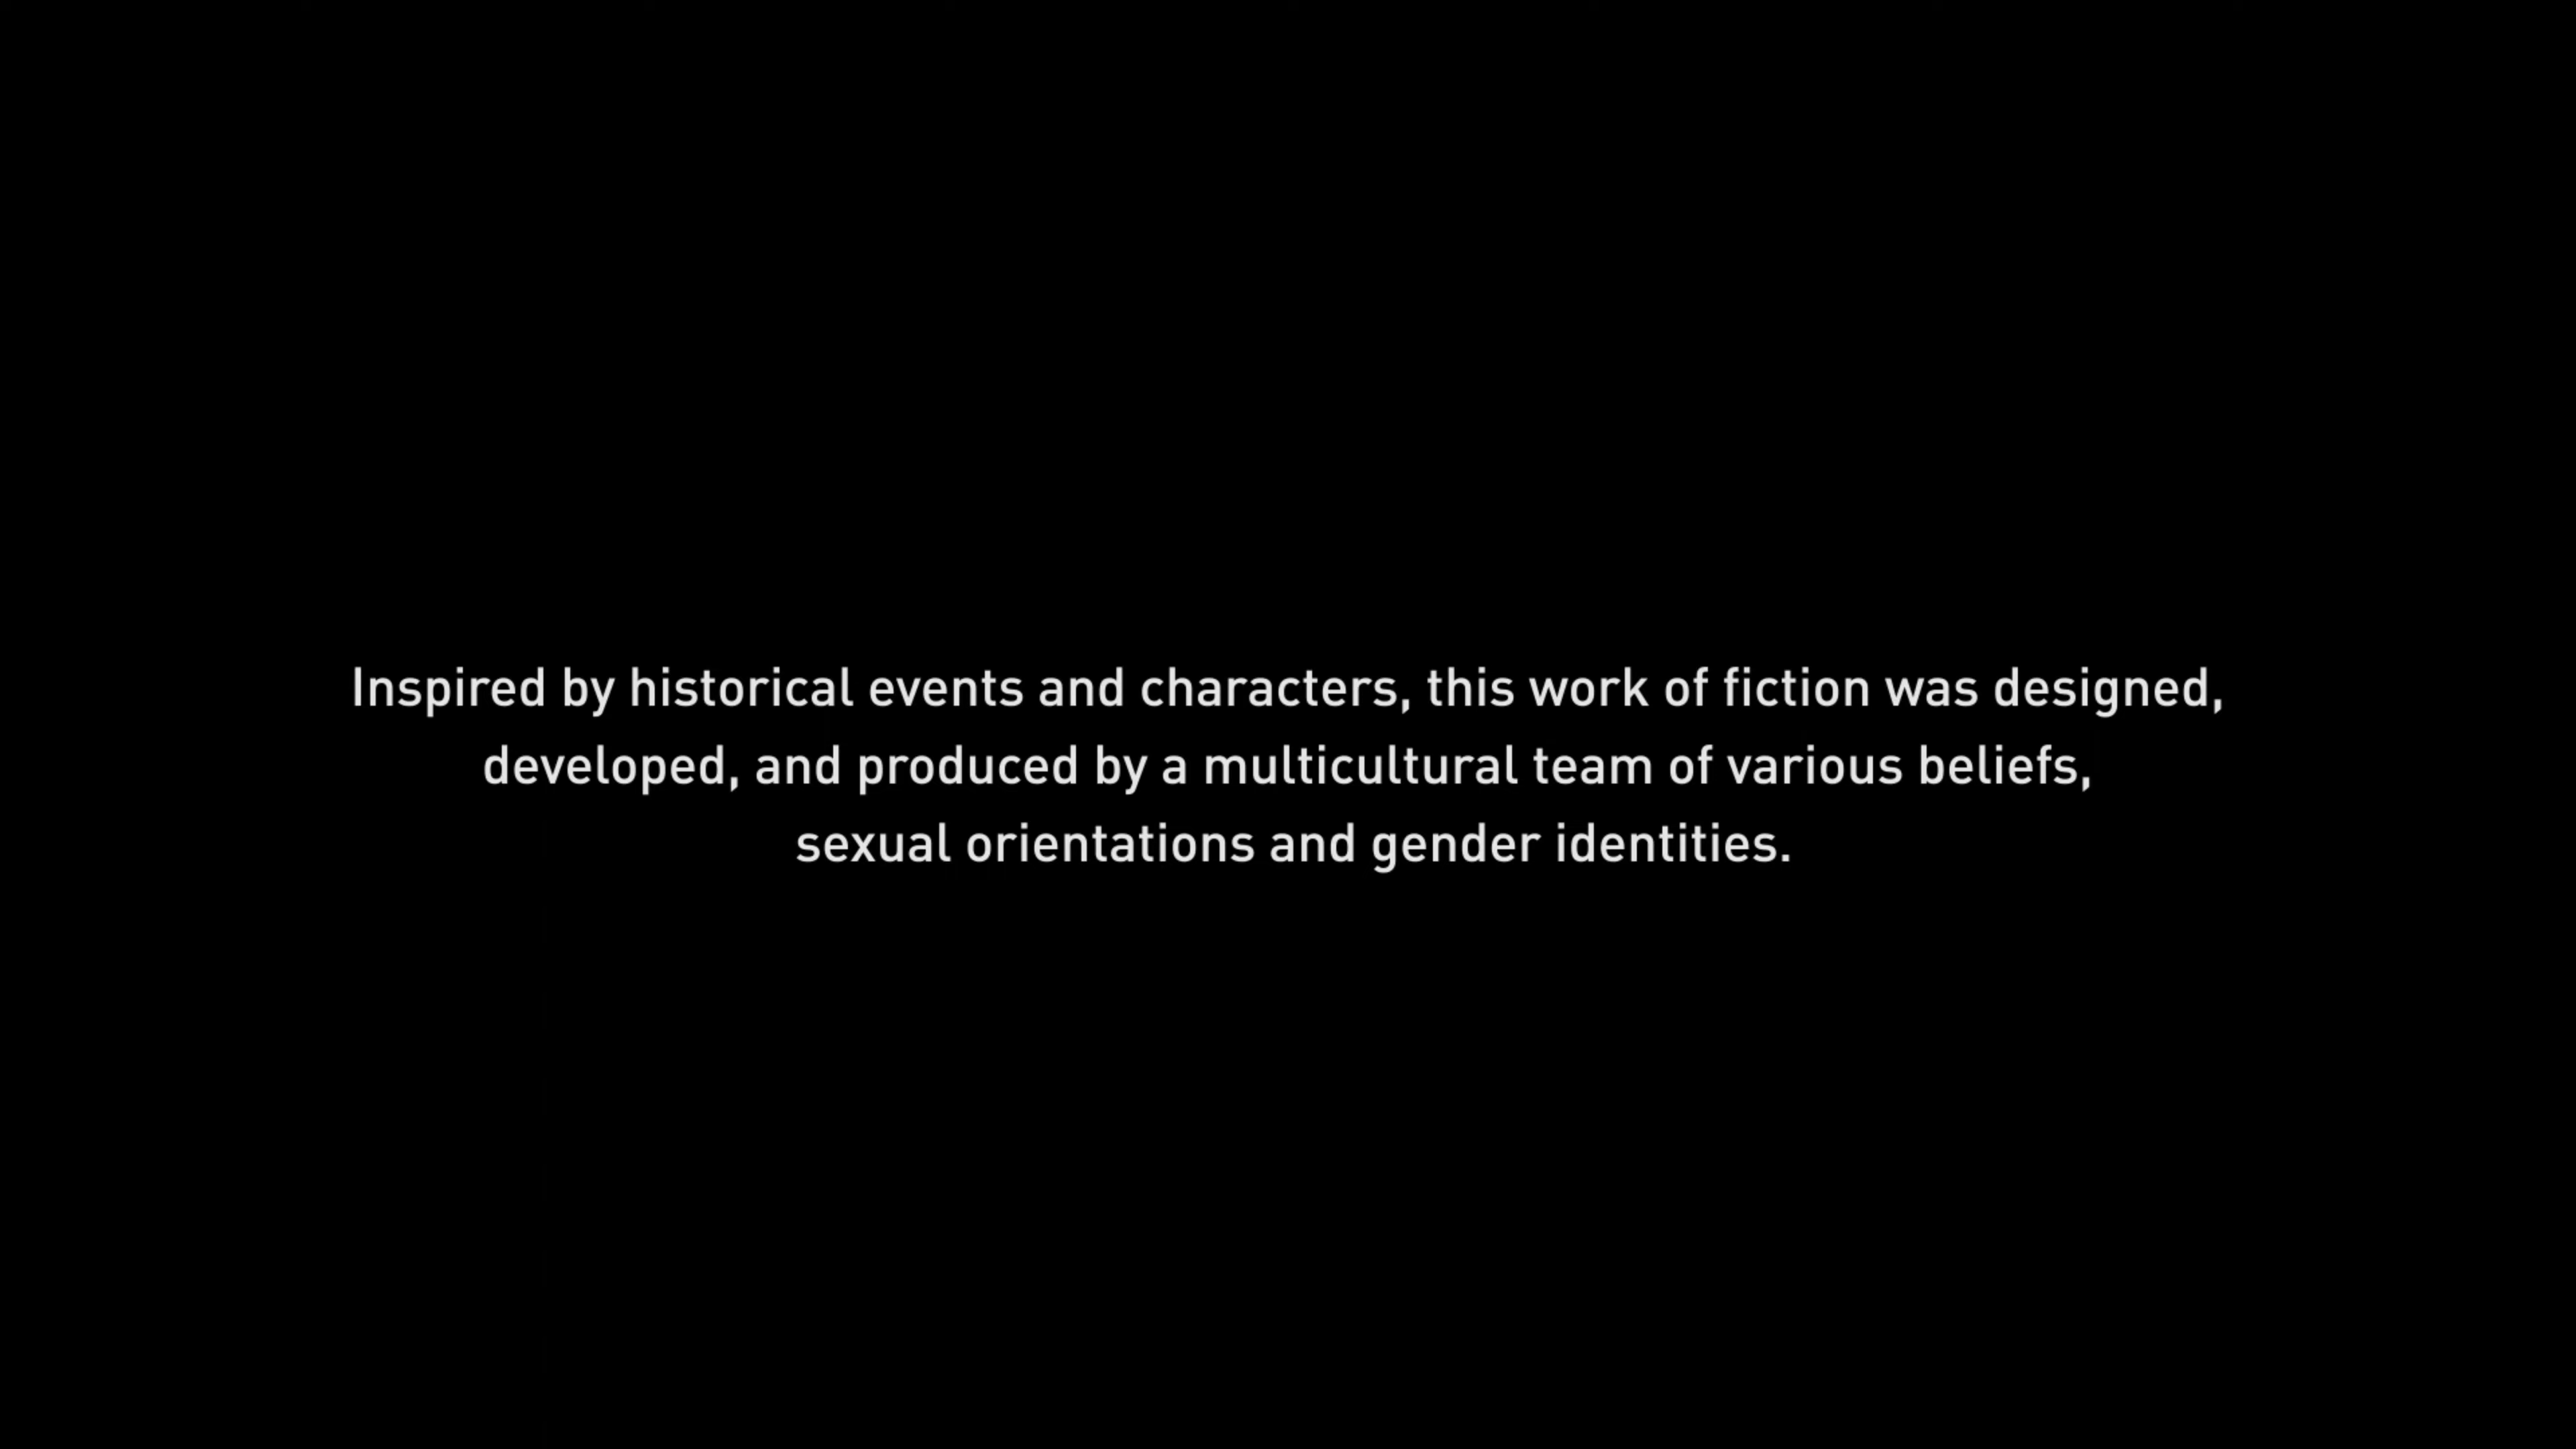 Inspired by historical events and characters, this work of fiction was designed,
developed, and produced by a multicultural team of various beliefs,
sexual orientations and gender identities.